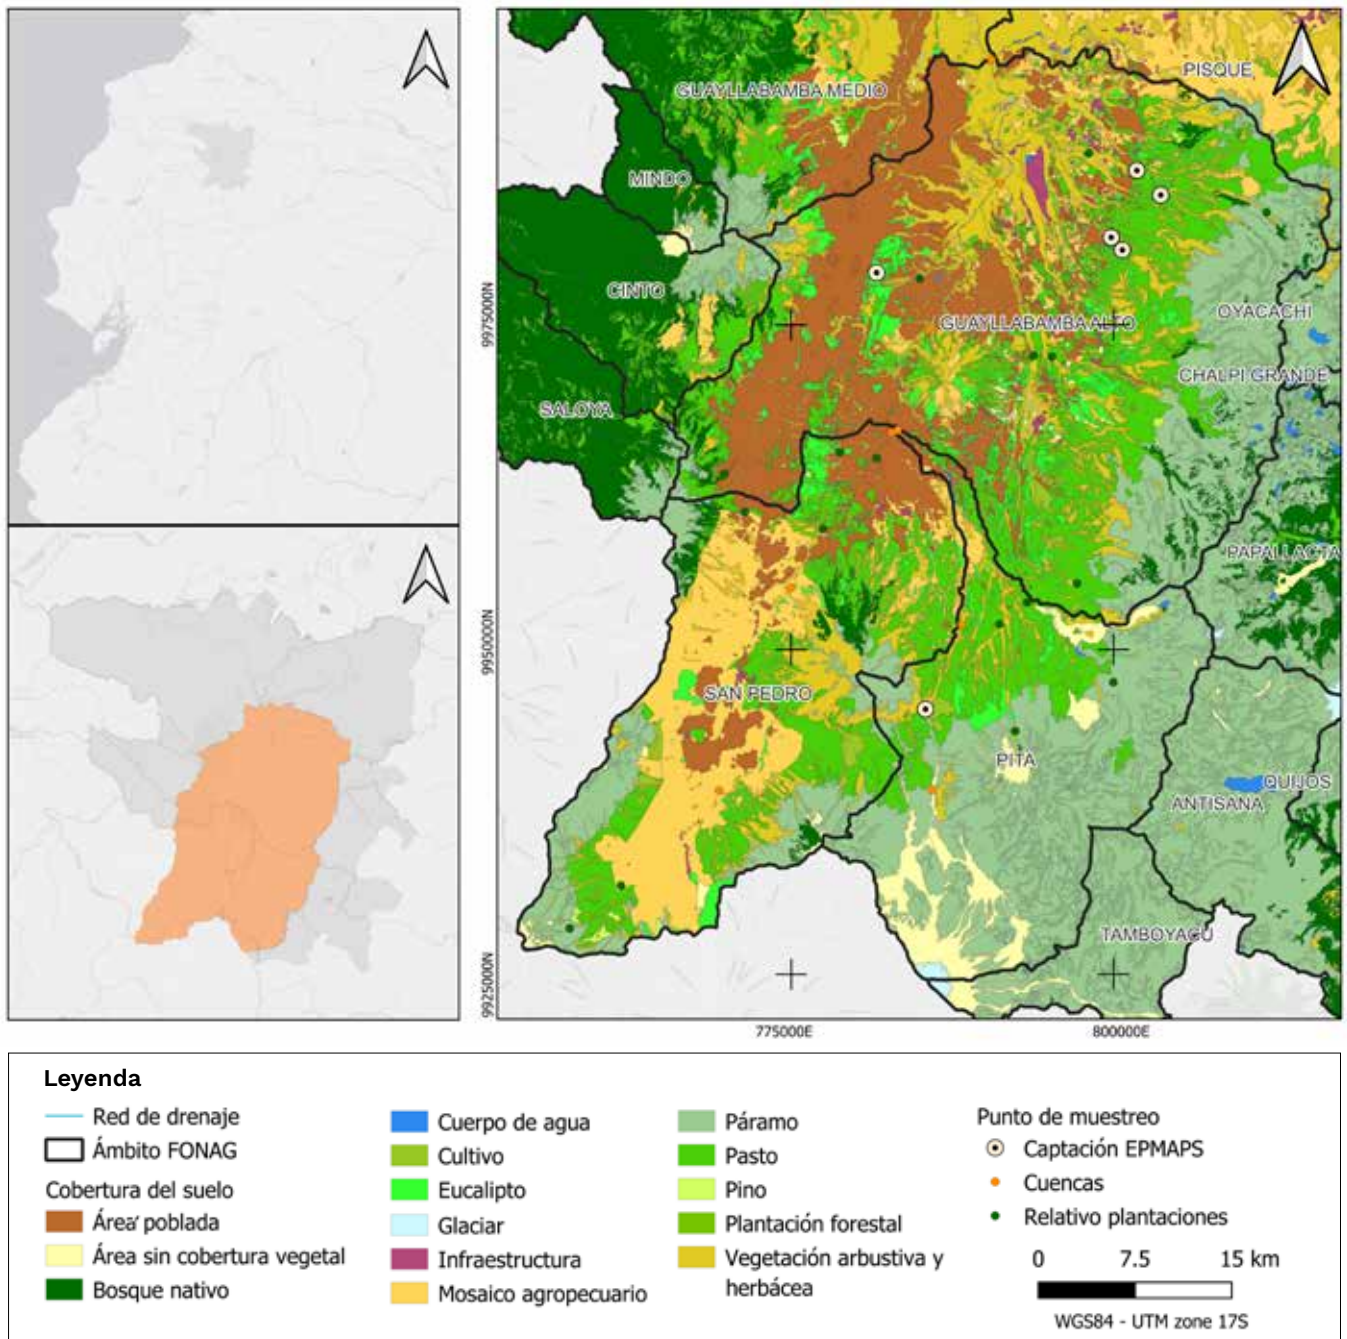 PISQUE
GUAYLLABAMBA MEDIO
MINDO
CINTO
OYACACHI
GUAYLLABAMBA ALTO
CHALPI GRANDE
SALOYA
PAPALLACTA
SAN PEDRO
PITA
QUIJOS
ANTISANA
TAMBOYACU
9975000N
9950000N
9925000N
775000E
800000E
Leyenda
Red de drenaje
Ámbito FONAG
Cobertura del suelo
Área poblada
Área sin cobertura vegetal
Bosque nativo
Cuerpo de agua
Cultivo
Eucalipto
Glaciar
Infraestructura
Mosaico agropecuario
Páramo
Pasto
Pino
Plantación forestal
Vegetación arbustiva y
herbácea
Punto de muestreo
Captación EPMAPS
Cuencas
Relativo plantaciones
0 7.5 15 km
WGS84 - UTM zone 17S